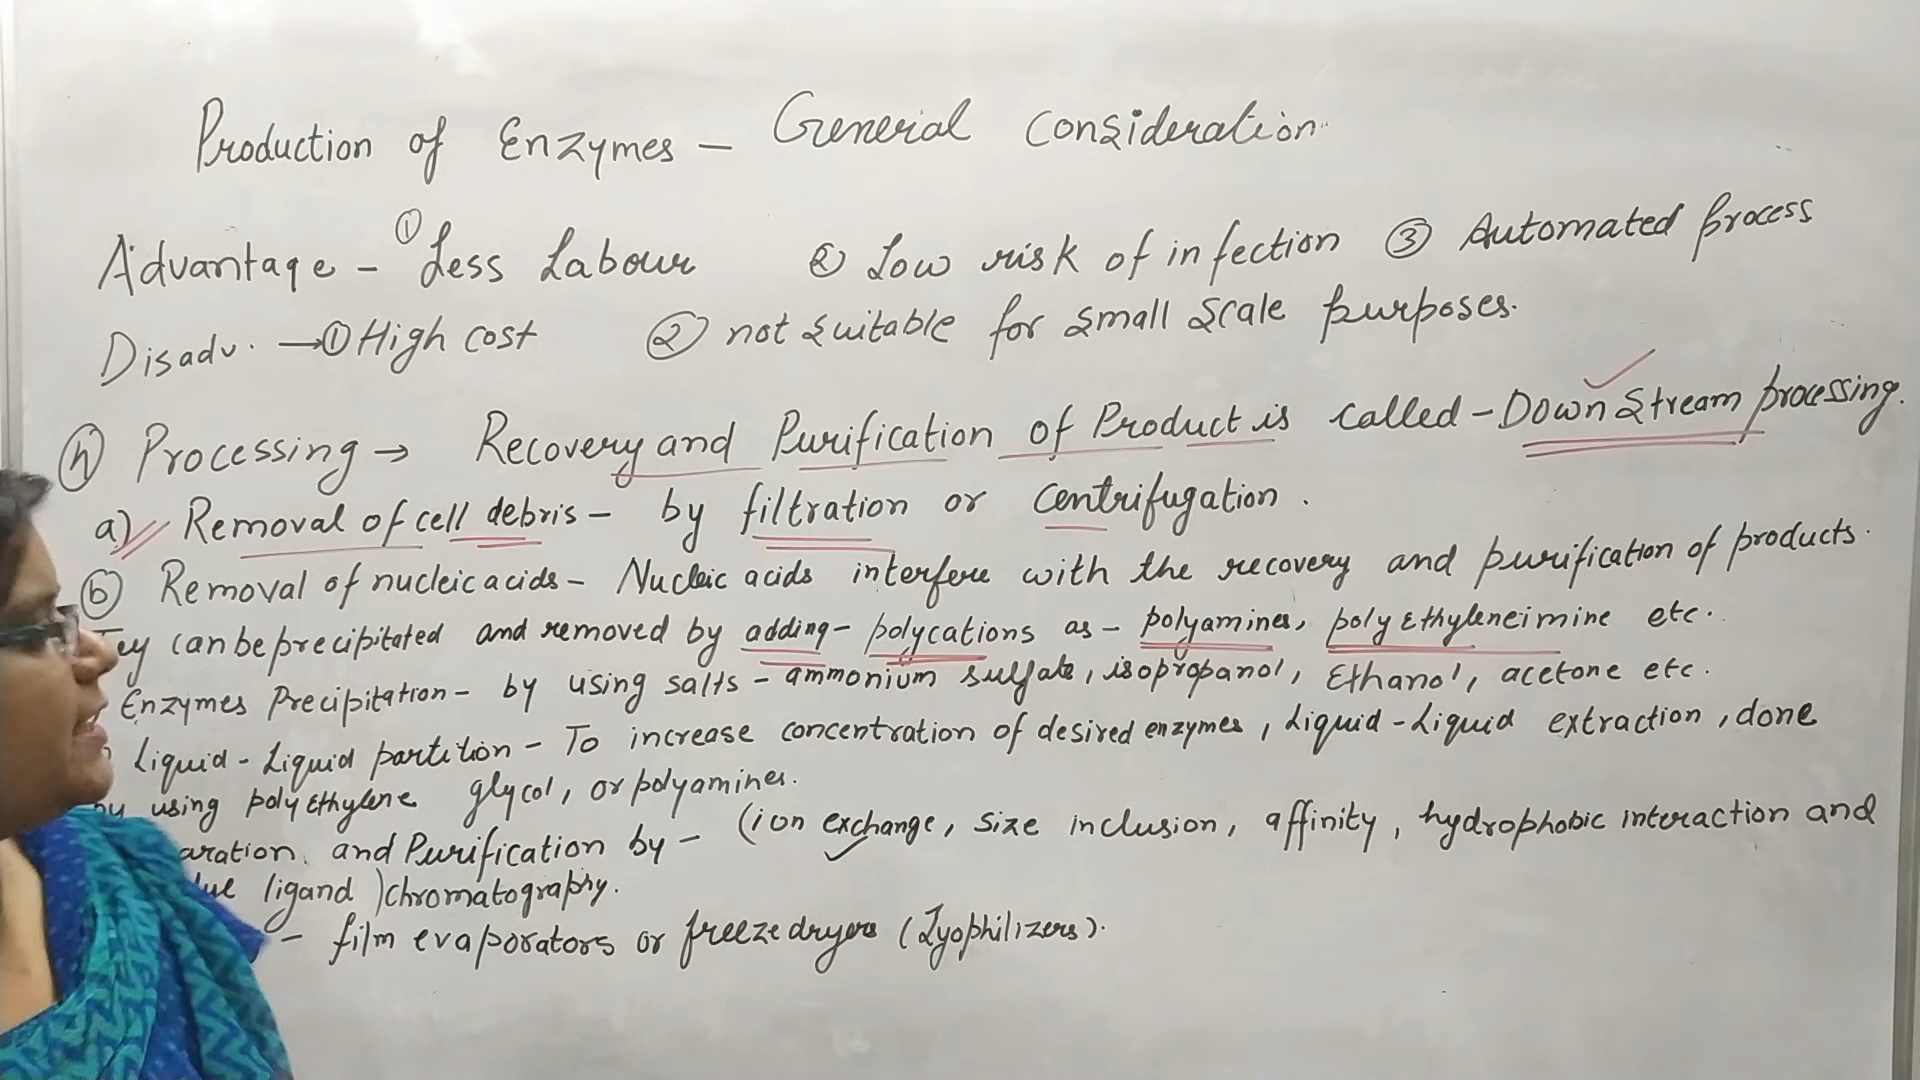 Production of Enzymes – General Consideration
Advantage – ① Less Labour ② Low risk of infection ③ Automated process
Disadv. → ① High cost ② not suitable for small scale purposes.
ⓗ Processing → Recovery and Purification of Product is called – Down Stream processing.
a) Removal of cell debris – by filtration or centrifugation.
ⓑ Removal of nucleic acids – Nucleic acids interfere with the recovery and purification of products.
ey can be precipitated and removed by adding – polycations as – polyamines, polyEthyleneimine etc.
Enzymes Precipitation – by using salts – ammonium sulfate, isopropanol, Ethanol, acetone etc.
Liquid-Liquid partition – To increase concentration of desired enzymes, Liquid-Liquid extraction, done
by using polyEthylene glycol, or polyamines.
aration and Purification by – (ion exchange, size inclusion, affinity, hydrophobic interaction and
ligand) chromatography.
– film evaporators or freeze dryers (Lyophilizers).